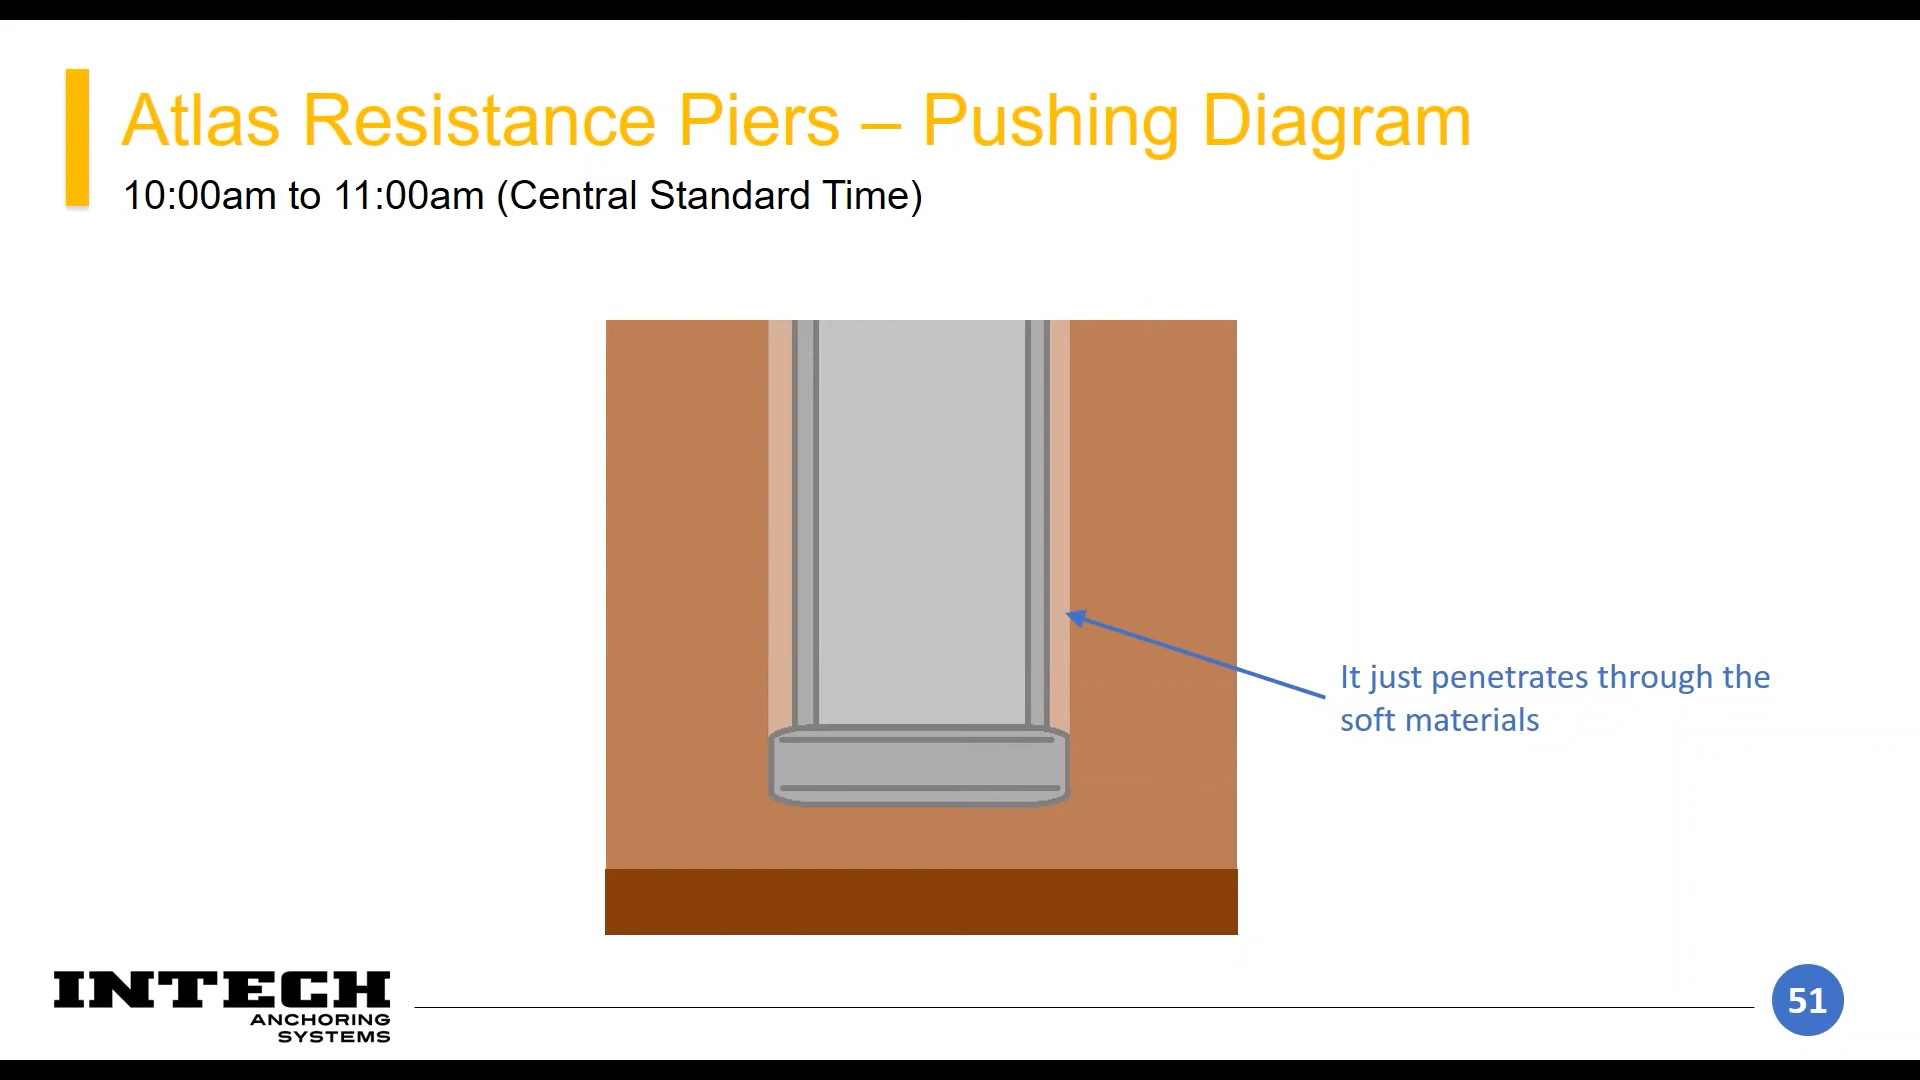 Atlas Resistance Piers – Pushing Diagram
10:00am to 11:00am (Central Standard Time)
It just penetrates through the
soft materials
INTECH
ANCHORING
SYSTEMS
51